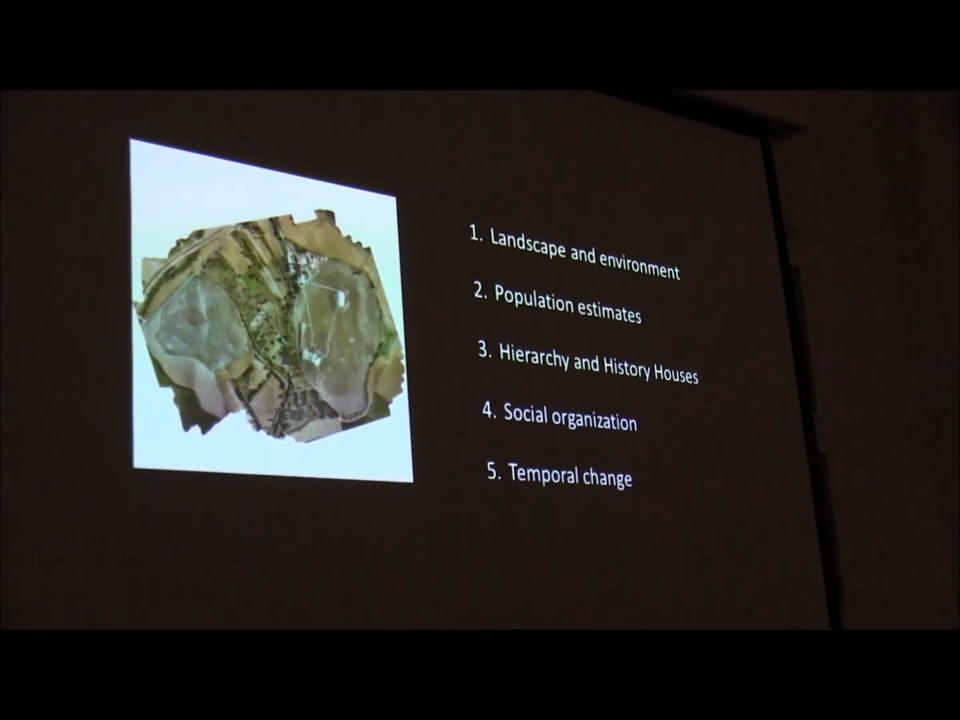 1. Landscape and environment
2. Population estimates
3. Hierarchy and History Houses
4. Social organization
5. Temporal change